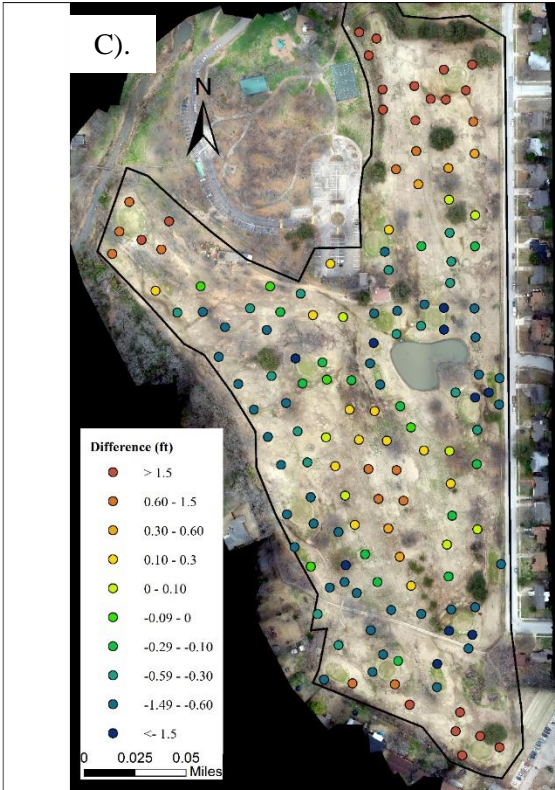 C).
N
Difference (ft)
> 1.5
0.60 - 1.5
0.30 - 0.60
0.10 - 0.3
0 - 0.10
-0.09 - 0
-0.29 - -0.10
-0.59 - -0.30
-1.49 - -0.60
<- 1.5
0 0.025 0.05
Miles